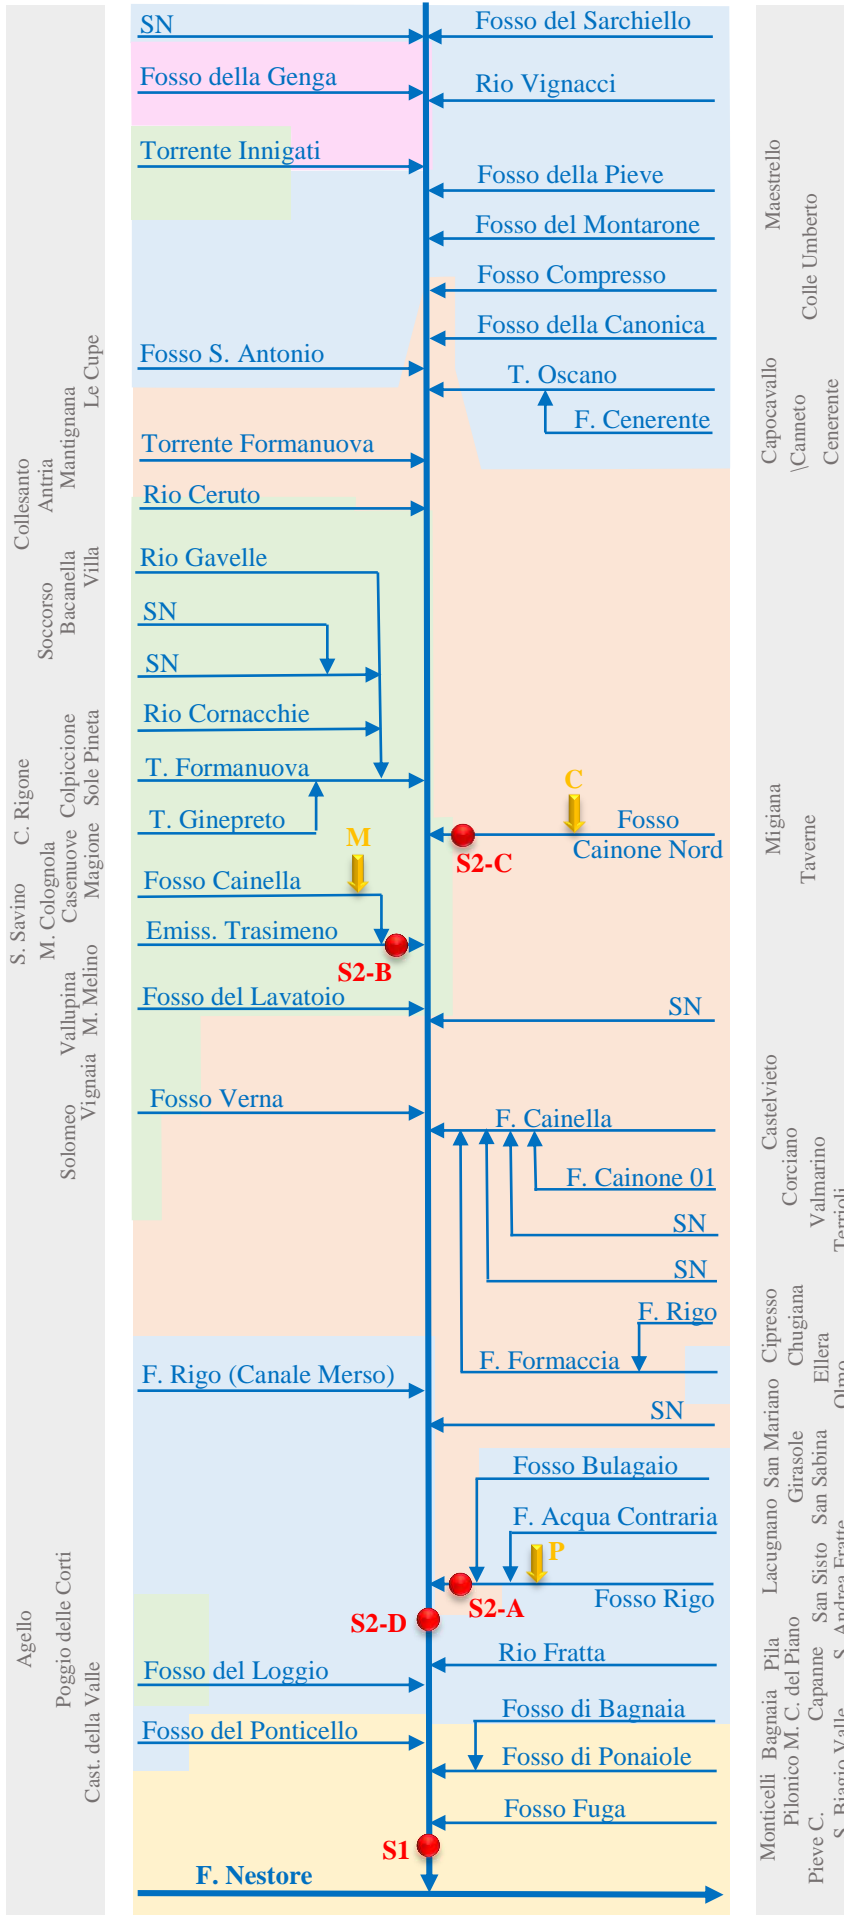 SN
Fosso del Sarchiello
Fosso della Genga
Rio Vignacci
Torrente Innigati
Fosso della Pieve
Fosso del Montarone
Fosso Compresso
Fosso della Canonica
Fosso S. Antonio
T. Oscano
F. Cenerente
Torrente Formanuova
Rio Ceruto
Rio Gavelle
SN
SN
Rio Cornacchie
T. Formanuova
C
T. Ginepreto
Fosso
Cainone Nord
M
S2-C
Fosso Cainella
Emiss. Trasimeno
S2-B
Fosso del Lavatoio
SN
Fosso Verna
F. Cainella
F. Cainone 01
SN
SN
F. Rigo
F. Formaccia
F. Rigo (Canale Merso)
SN
Fosso Bulagaio
F. Acqua Contraria
P
Fosso Rigo
S2-A
S2-D
Rio Fratta
Fosso del Loggio
Fosso di Bagnaia
Fosso del Ponticello
Fosso di Ponaiole
Fosso Fuga
S1
F. Nestore
Le Cupe
Mantignana
Antria
Collesanto
Villa
Bacanella
Soccorso
Sole Pineta
Colpiccione
C. Rigone
Magione
Casenuove
M. Colognola
S. Savino
M. Melino
Vallupina
Vignaia
Solomeo
Agello
Poggio delle Corti
Cast. della Valle
Maestrello
Colle Umberto
Capocavallo
\Canneto
Cenerente
Migiana
Taverne
Castelvieto
Corciano
Valmarino
Terrioli
Cipresso
Chugiana
Ellera
Olmo
San Mariano
Girasole
San Sabina
Lacugnano
San Sisto
S. Andrea Fratte
Pila
M. C. del Piano
Capanne
Bagnaia
Pilonico
S. Biagio Valle
Monticelli
Pieve C.